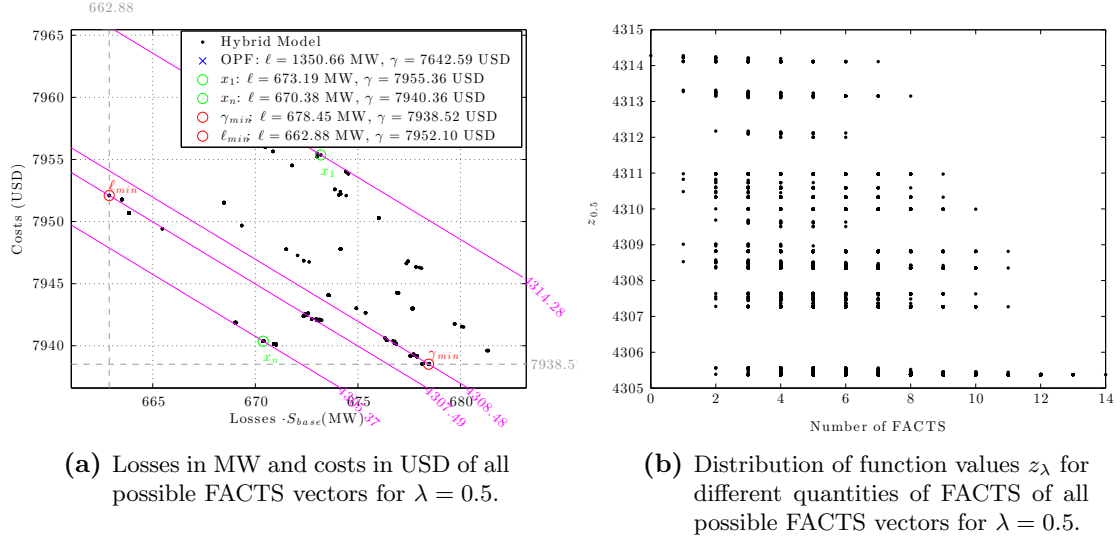 662.88
7965
7960
7955
7950
7945
7940
Costs (USD)
Hybrid Model
OPF: ℓ = 1350.66 MW, γ = 7642.59 USD
x1: ℓ = 673.19 MW, γ = 7955.36 USD
xn: ℓ = 670.38 MW, γ = 7940.36 USD
γmin: ℓ = 678.45 MW, γ = 7938.52 USD
ℓmin: ℓ = 662.88 MW, γ = 7952.10 USD
x1
ℓmin
xn
γmin
4314.28
7938.5
4305.37
4307.49
4308.48
665 670 675 680
Losses ·Sbase(MW)
4315
4314
4313
4312
4311
4310
4309
4308
4307
4306
4305
z0.5
0 2 4 6 8 10 12 14
Number of FACTS
(a) Losses in MW and costs in USD of all
possible FACTS vectors for λ = 0.5.
(b) Distribution of function values zλ for
different quantities of FACTS of all
possible FACTS vectors for λ = 0.5.